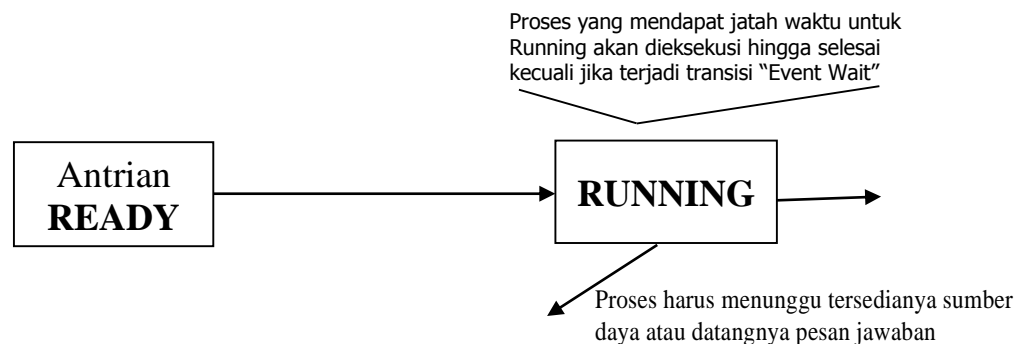 Proses yang mendapat jatah waktu untuk
Running akan dieksekusi hingga selesai
kecuali jika terjadi transisi “Event Wait”
Antrian
READY
RUNNING
Proses harus menunggu tersedianya sumber
daya atau datangnya pesan jawaban